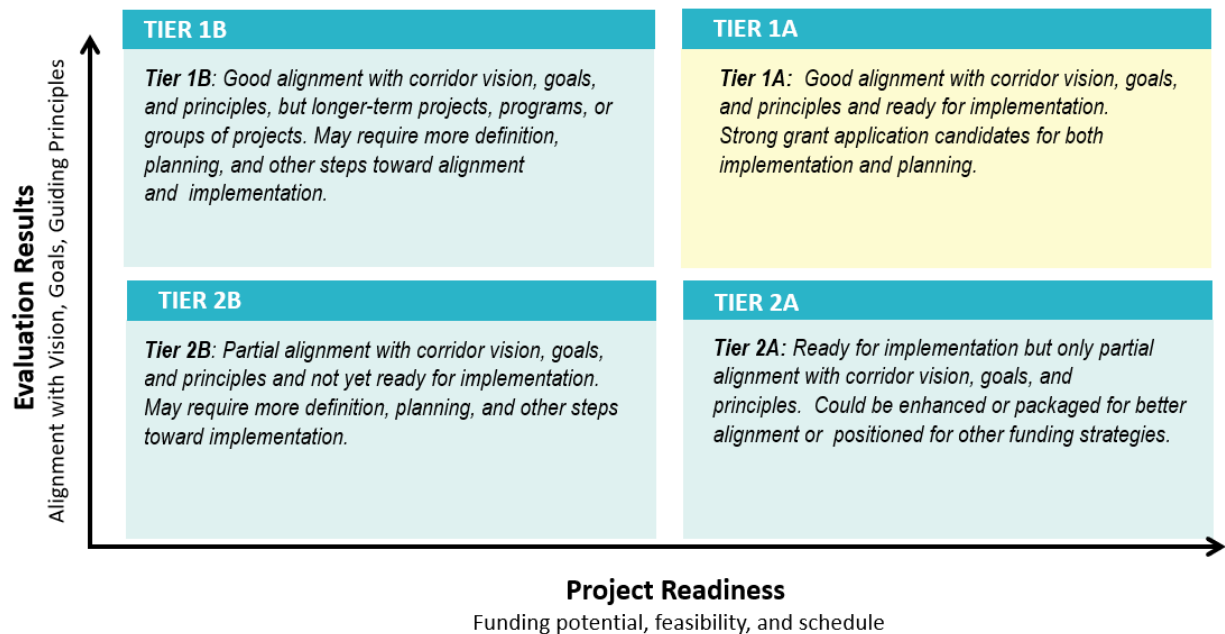 TIER 1B
Tier 1B: Good alignment with corridor vision, goals,
and principles, but longer-term projects, programs, or
groups of projects. May require more definition,
planning, and other steps toward alignment
and implementation.
TIER 1A
Tier 1A: Good alignment with corridor vision, goals,
and principles and ready for implementation.
Strong grant application candidates for both
implementation and planning.
Evaluation Results
Alignment with Vision, Goals, Guiding Principles
TIER 2B
Tier 2B: Partial alignment with corridor vision, goals,
and principles and not yet ready for implementation.
May require more definition, planning, and other steps
toward implementation.
TIER 2A
Tier 2A: Ready for implementation but only partial
alignment with corridor vision, goals, and
principles. Could be enhanced or packaged for better
alignment or positioned for other funding strategies.
Project Readiness
Funding potential, feasibility, and schedule